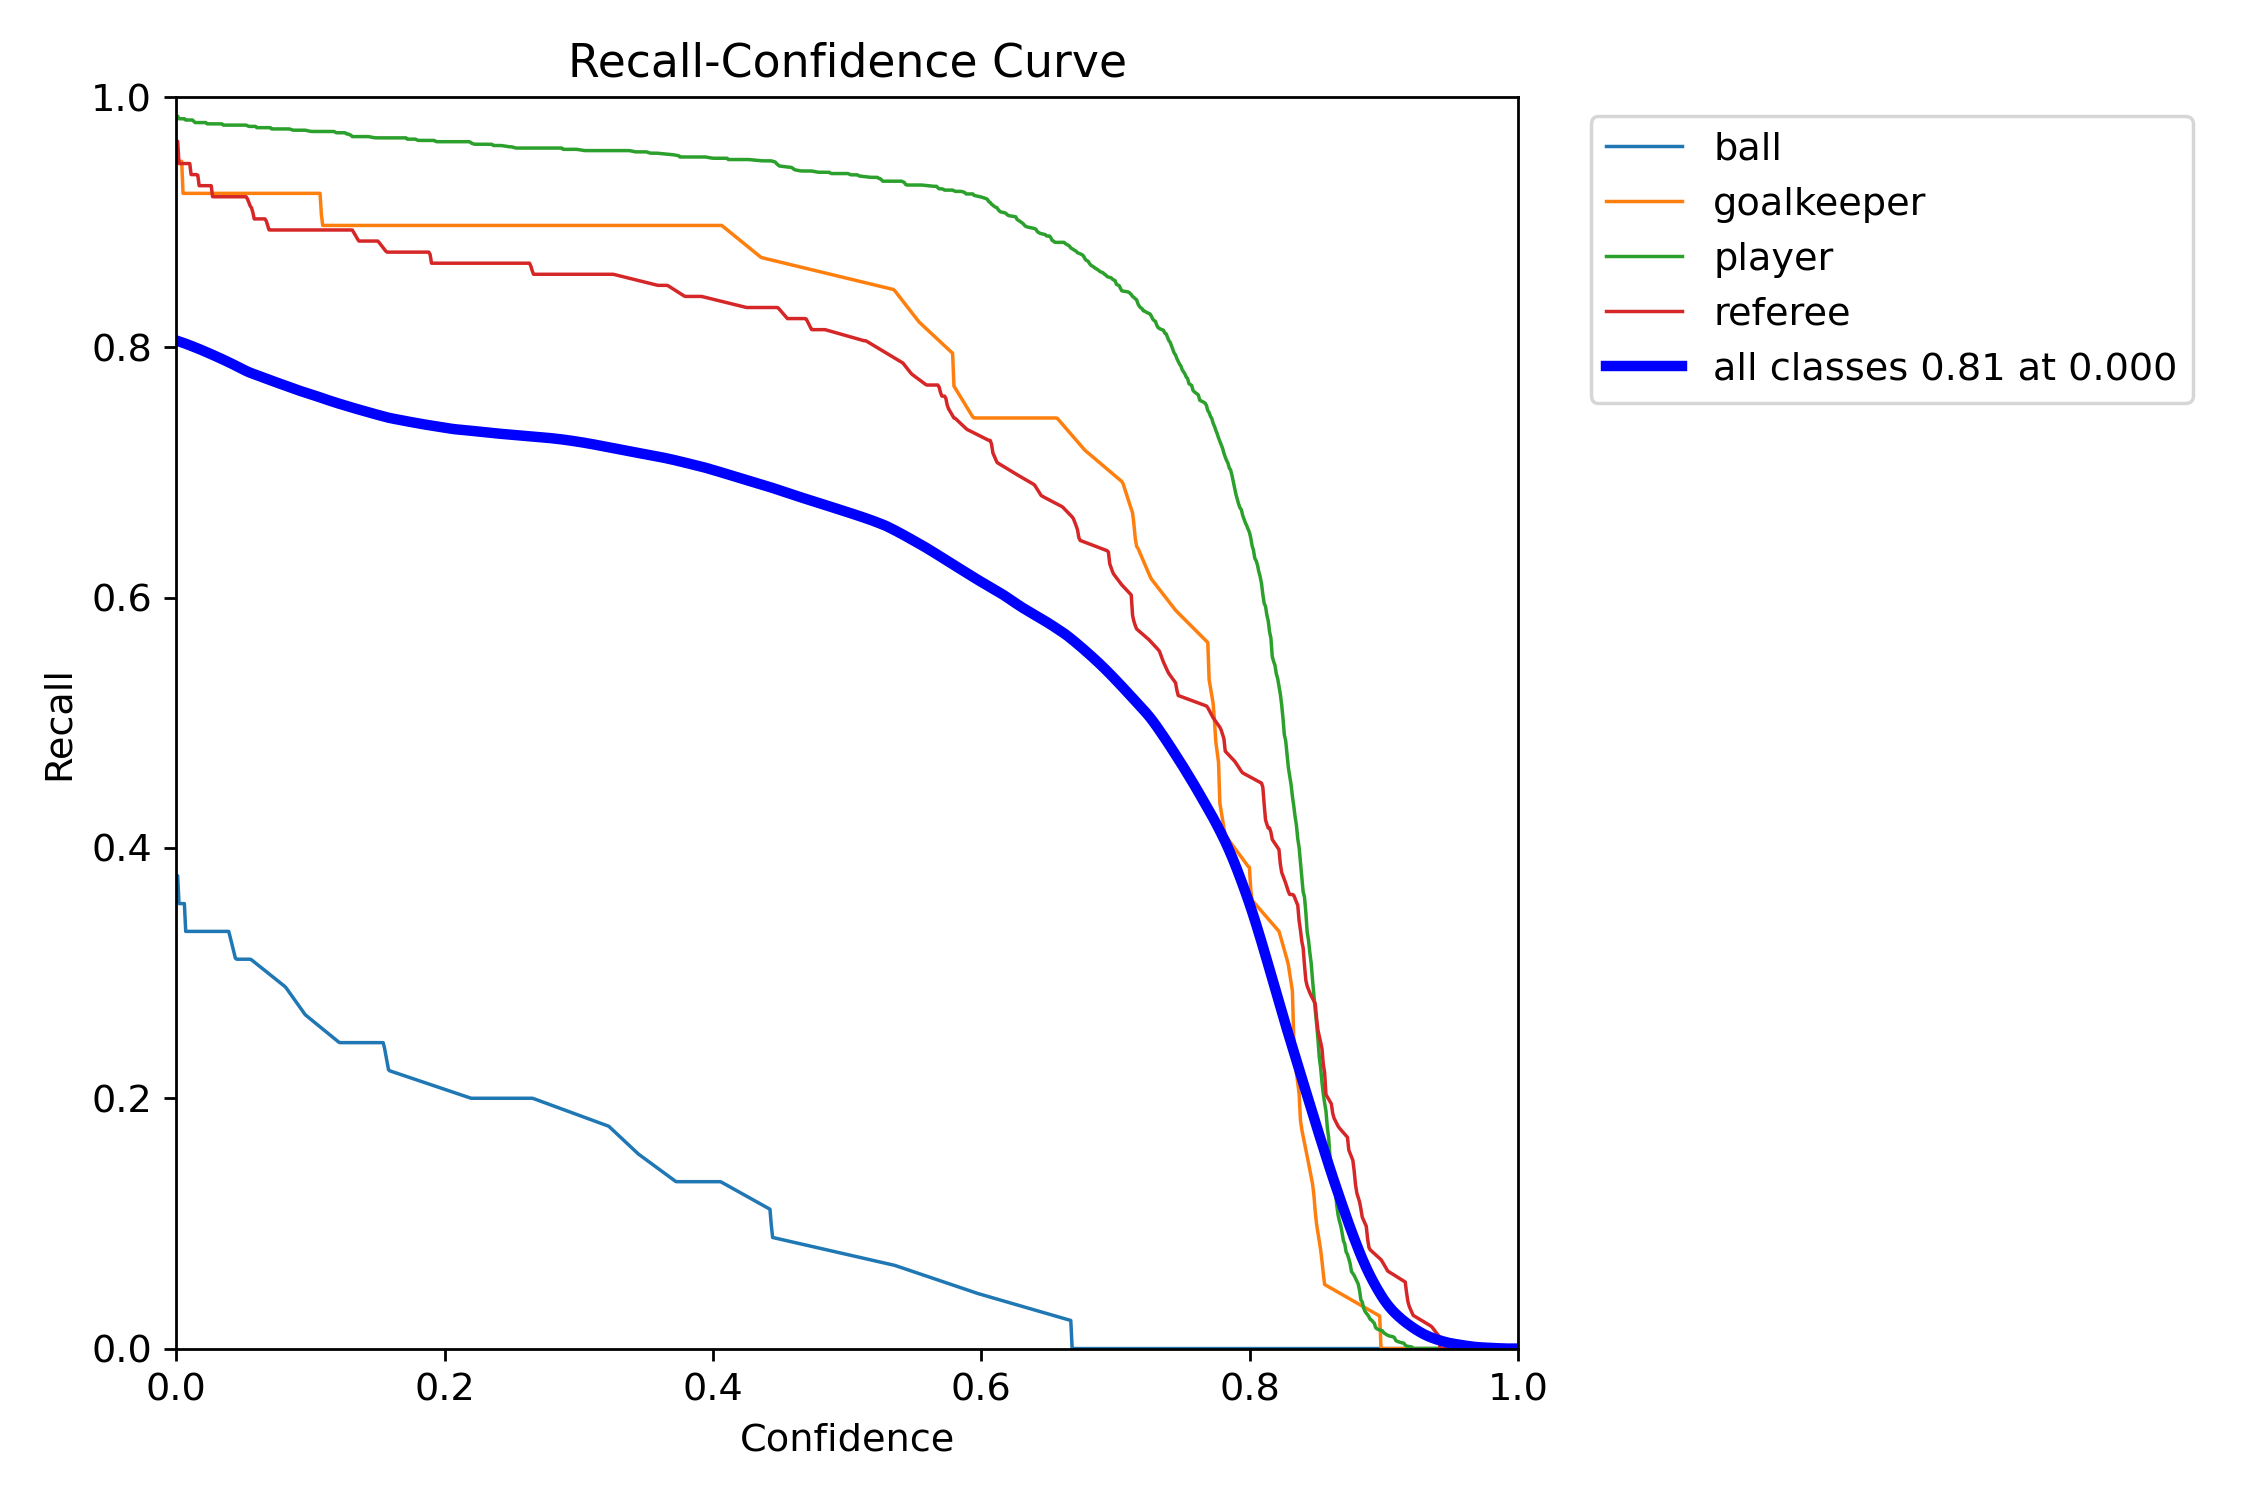 Recall-Confidence Curve
1.0
0.8
0.6
0.4
0.2
0.0
Recall
0.0 0.2 0.4 0.6 0.8 1.0
Confidence
ball
goalkeeper
player
referee
all classes 0.81 at 0.000